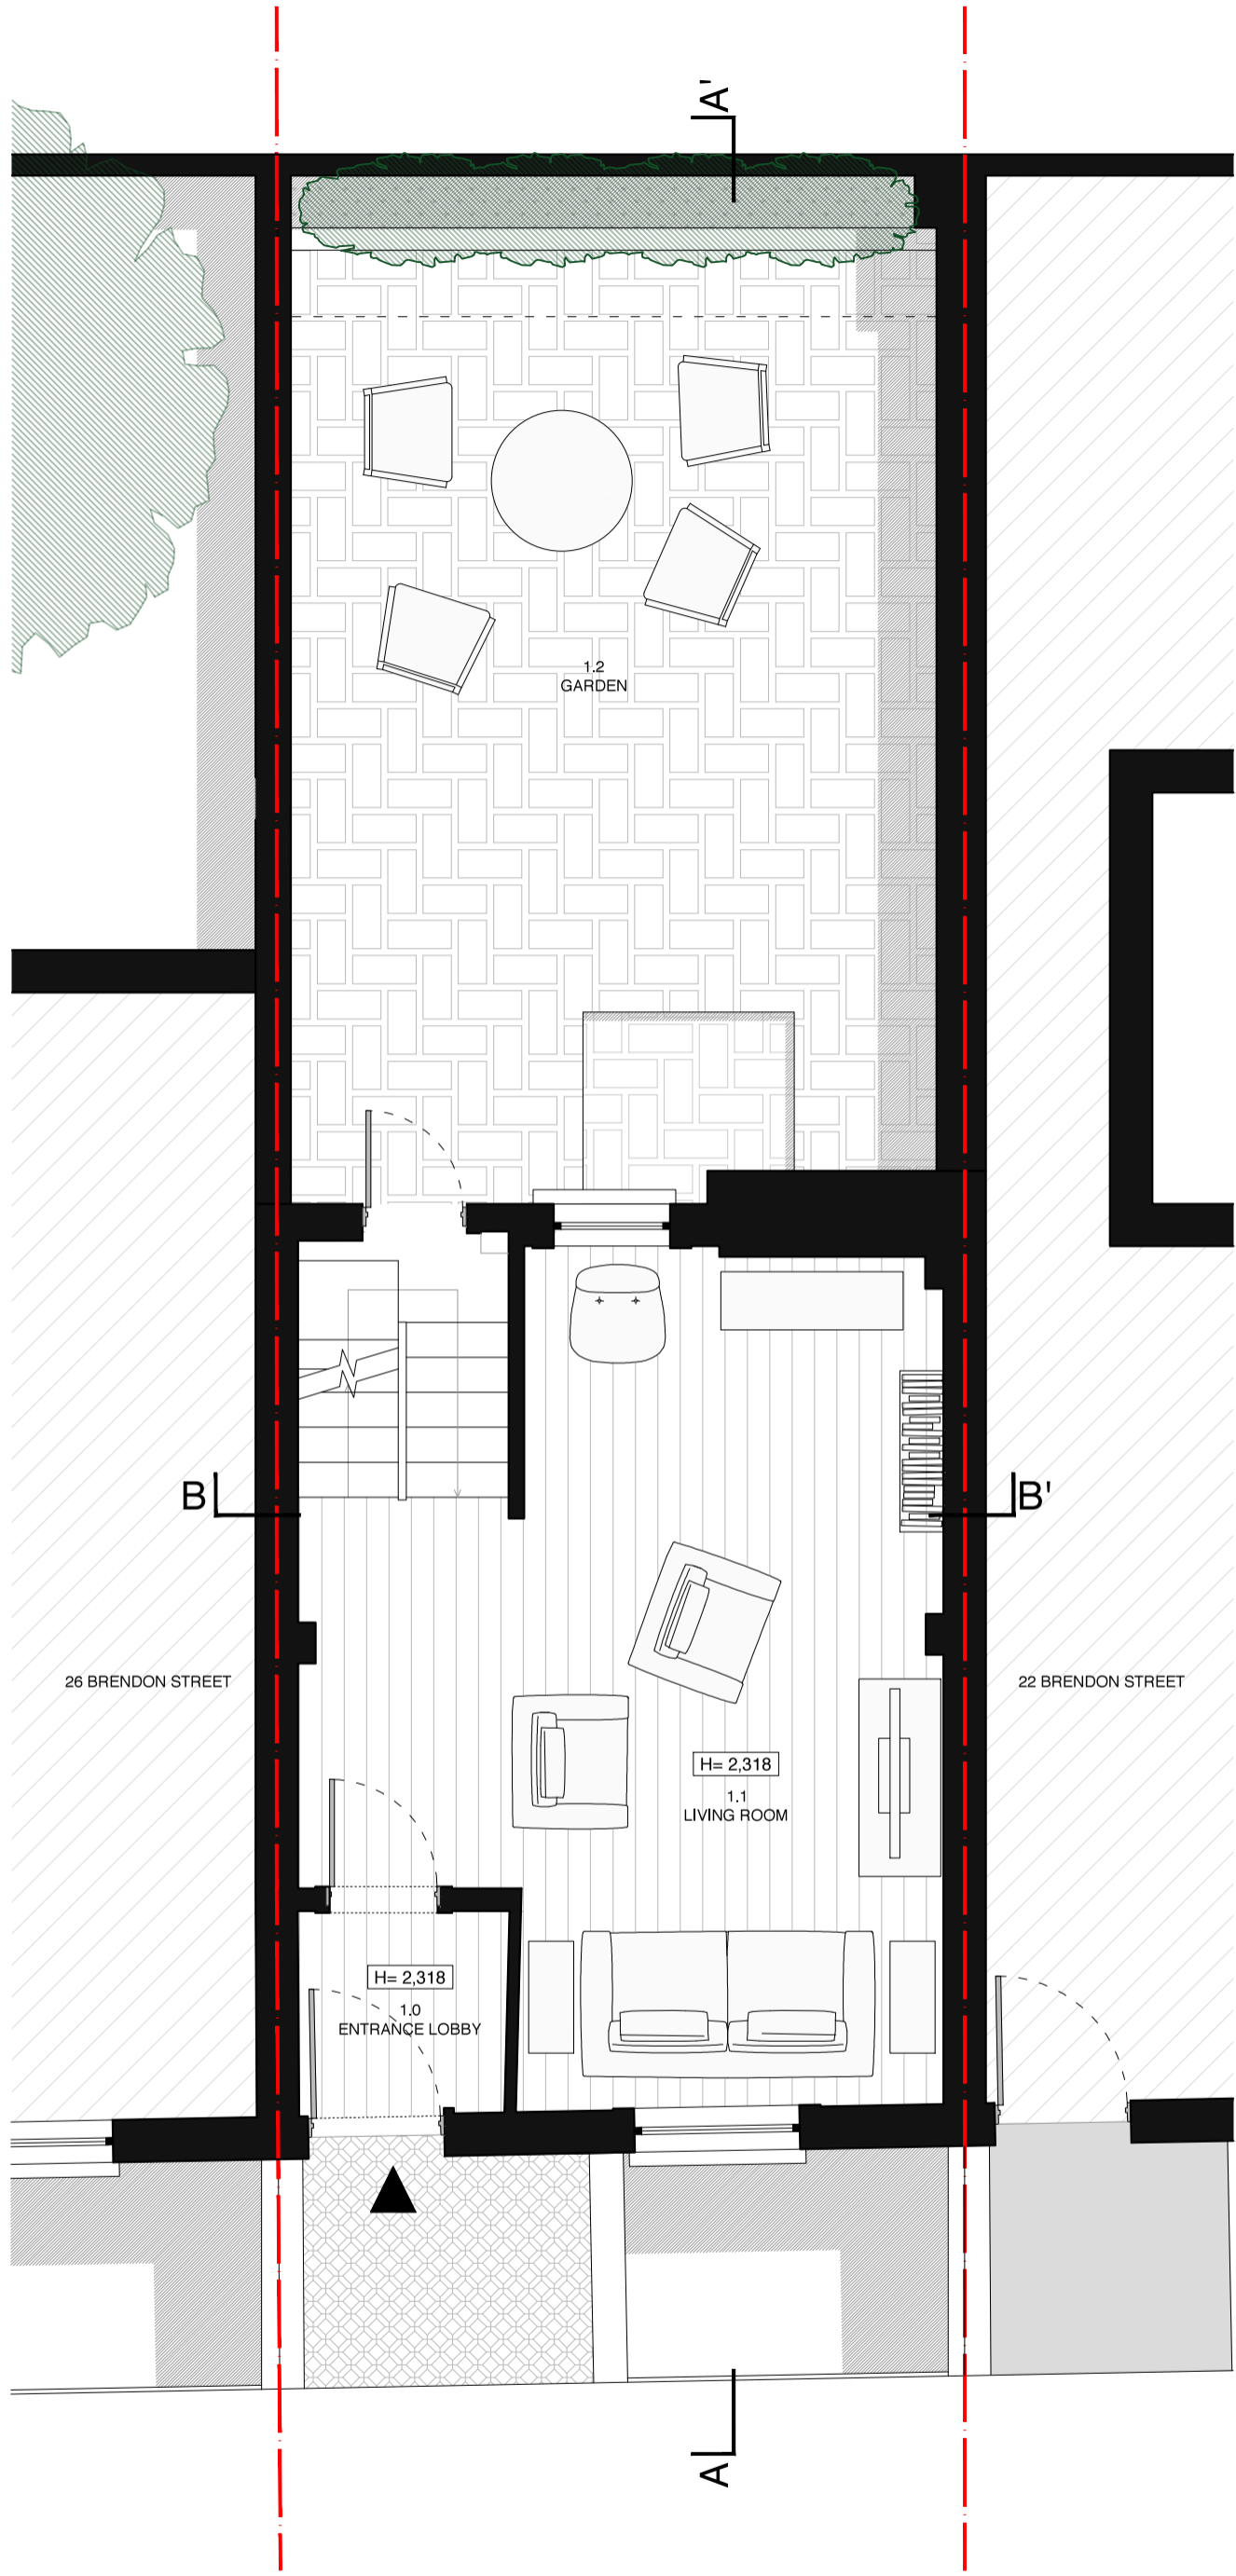 A'
1.2
GARDEN
B
B'
26 BRENDON STREET
22 BRENDON STREET
H= 2,318
1.1
LIVING ROOM
H= 2,318
1.0
ENTRANCE LOBBY
A